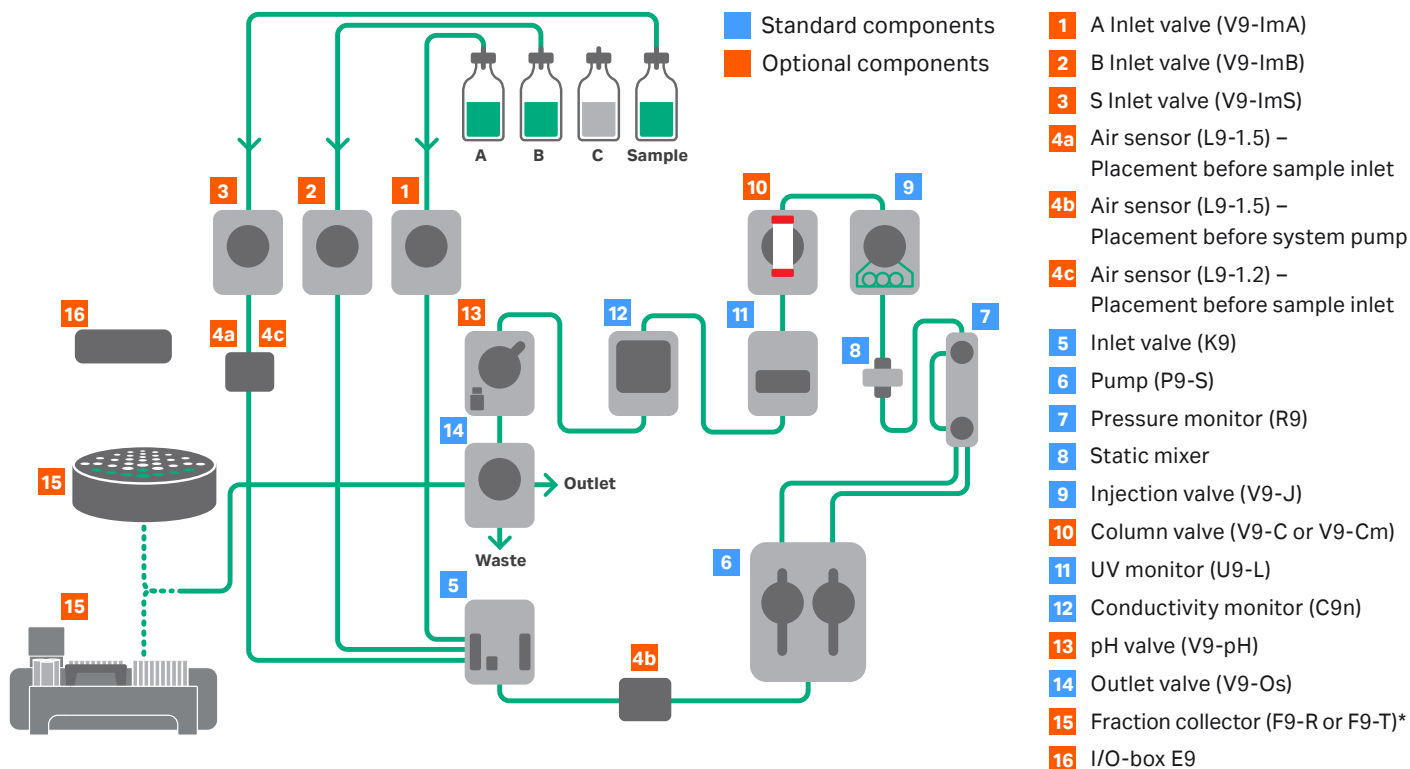 Standard components
Optional components
A
B
C
Sample
3
2
1
10
9
16
4a
4c
13
12
11
8
7
14
15
Outlet
Waste
5
6
15
4b
1 A Inlet valve (V9-ImA)
2 B Inlet valve (V9-ImB)
3 S Inlet valve (V9-ImS)
4a Air sensor (L9-1.5) –
Placement before sample inlet
4b Air sensor (L9-1.5) –
Placement before system pump
4c Air sensor (L9-1.2) –
Placement before sample inlet
5 Inlet valve (K9)
6 Pump (P9-S)
7 Pressure monitor (R9)
8 Static mixer
9 Injection valve (V9-J)
10 Column valve (V9-C or V9-Cm)
11 UV monitor (U9-L)
12 Conductivity monitor (C9n)
13 pH valve (V9-pH)
14 Outlet valve (V9-Os)
15 Fraction collector (F9-R or F9-T)*
16 I/O-box E9